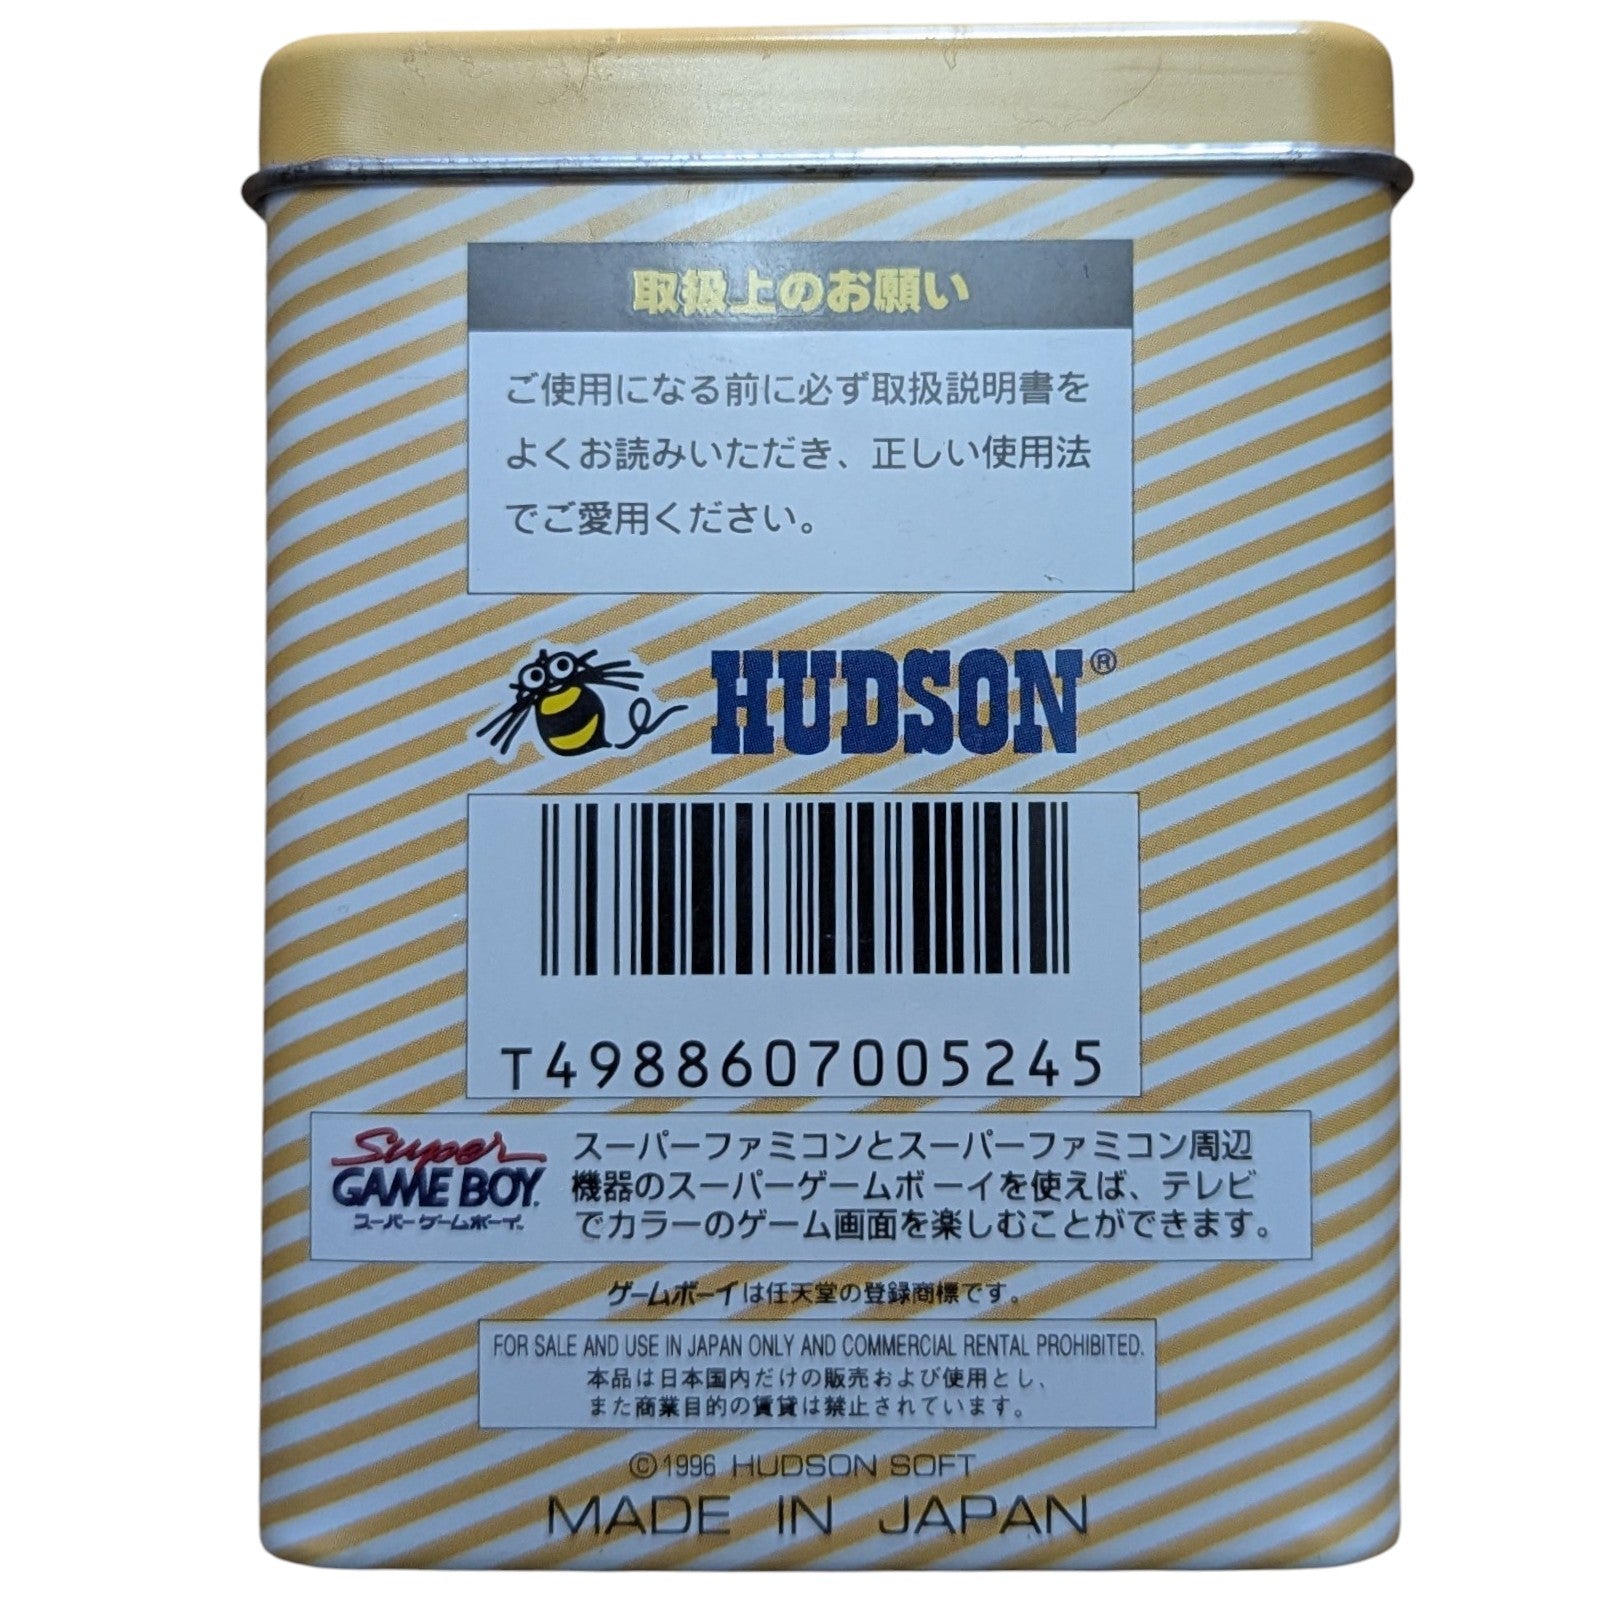 取扱上のお願い
ご使用になる前に必ず取扱説明書を
よくお読みいただき、正しい使用法
でご愛用ください。
HUDSON®
T4988607007005245
Super
GAME BOY.
スーパーゲームボーイ.
スーパーファミコンとスーパーファミコン周辺
機器のスーパーゲームボーイを使えば、テレビ
でカラーのゲーム画面を楽しむことができます。
ゲームボーイは任天堂の登録商標です。
FOR SALE AND USE IN JAPAN ONLY AND COMMERCIAL RENTAL PROHIBITED.
本品は日本国内だけの販売および使用とし、
また商業目的の賃貸は禁止されています。
©1996 HUDSON SOFT
MADE IN JAPAN